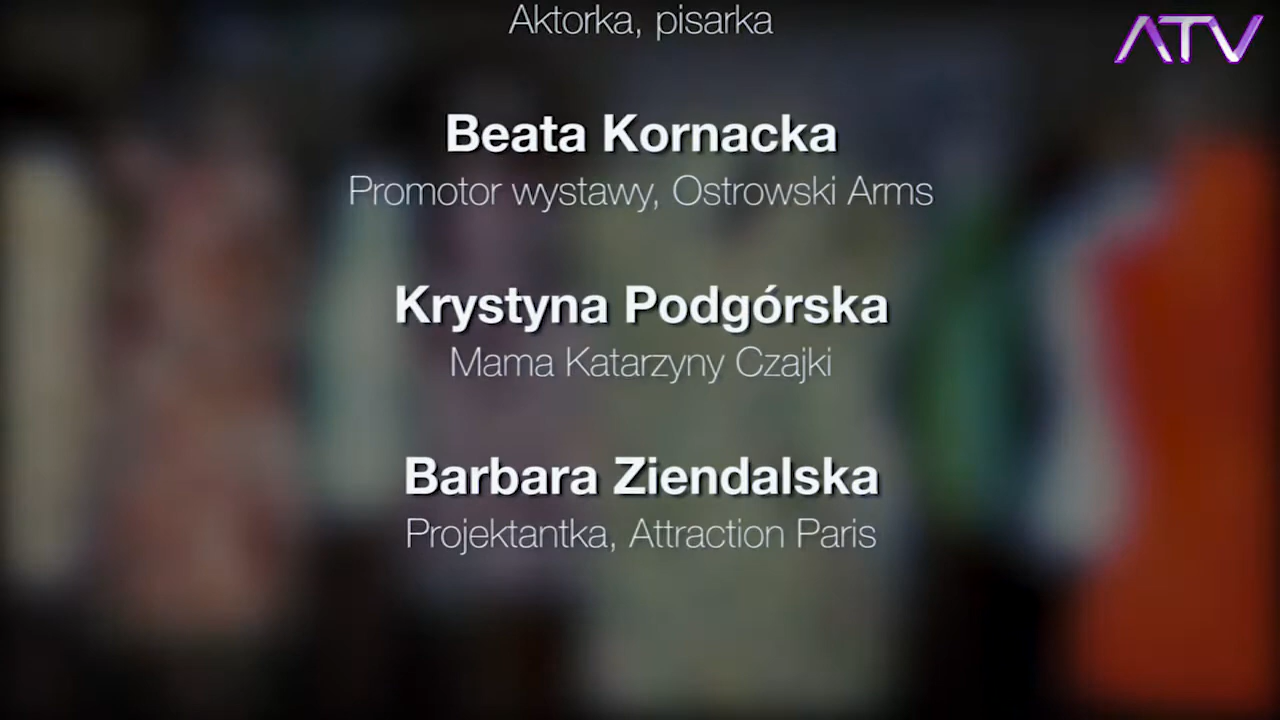 Aktorka, pisarka
ATV
Beata Kornacka
Promotor wystawy, Ostrowski Arms
Krystyna Podgórska
Mama Katarzyny Czajki
Barbara Ziendalska
Projektantka, Attraction Paris